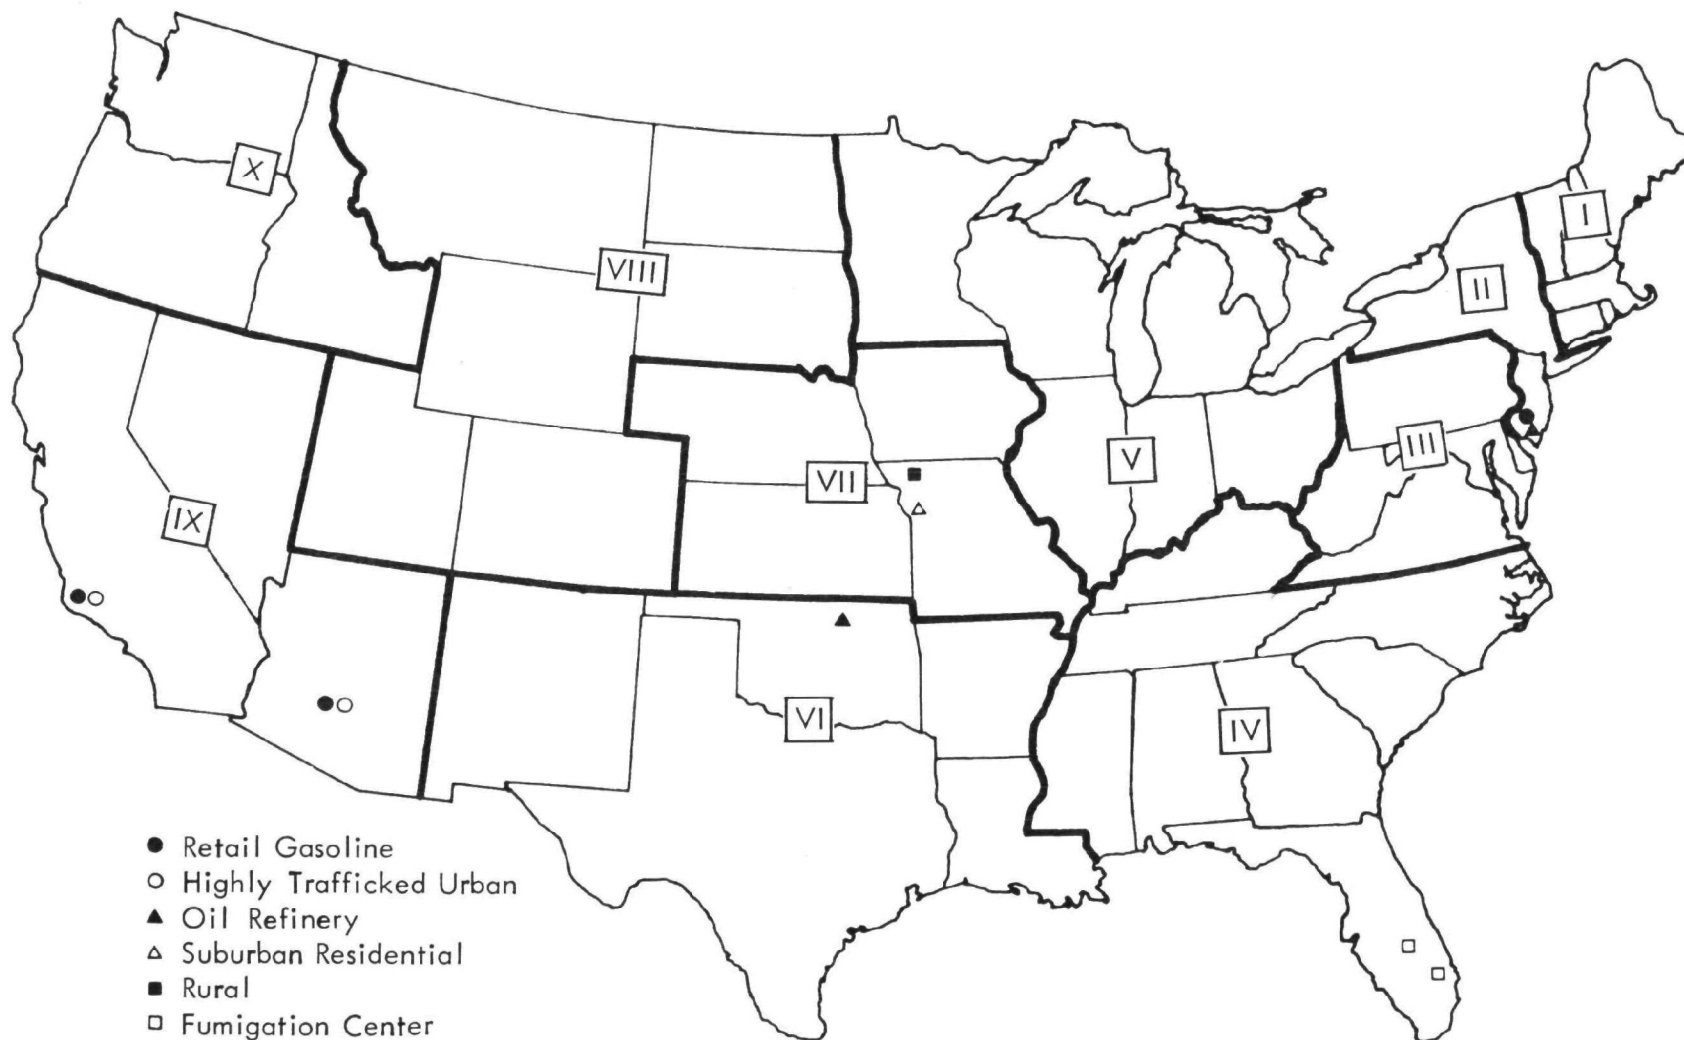 X
I
VIII
II
III
V
VII
IX
VI
IV
● Retail Gasoline
○ Highly Trafficked Urban
▲ Oil Refinery
△ Suburban Residential
■ Rural
□ Fumigation Center